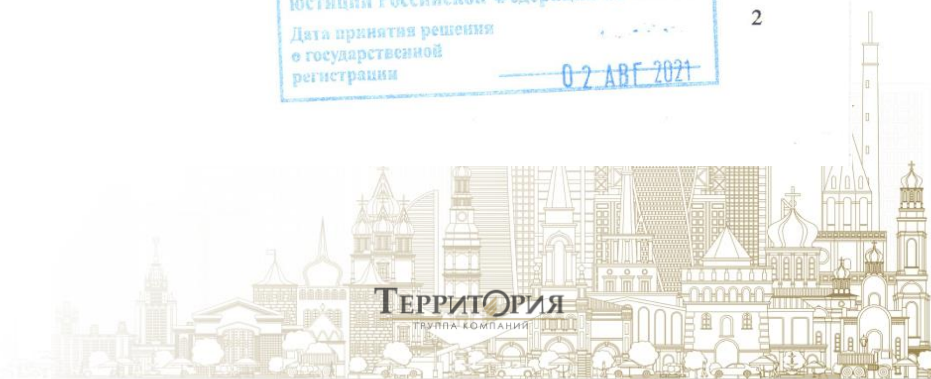 юстиции Российской Федерации
Дата принятия решения
о государственной
регистрации
02 АВГ 2021
2
ТЕРРИТОРИЯ
ГРУППА КОМПАНИЙ